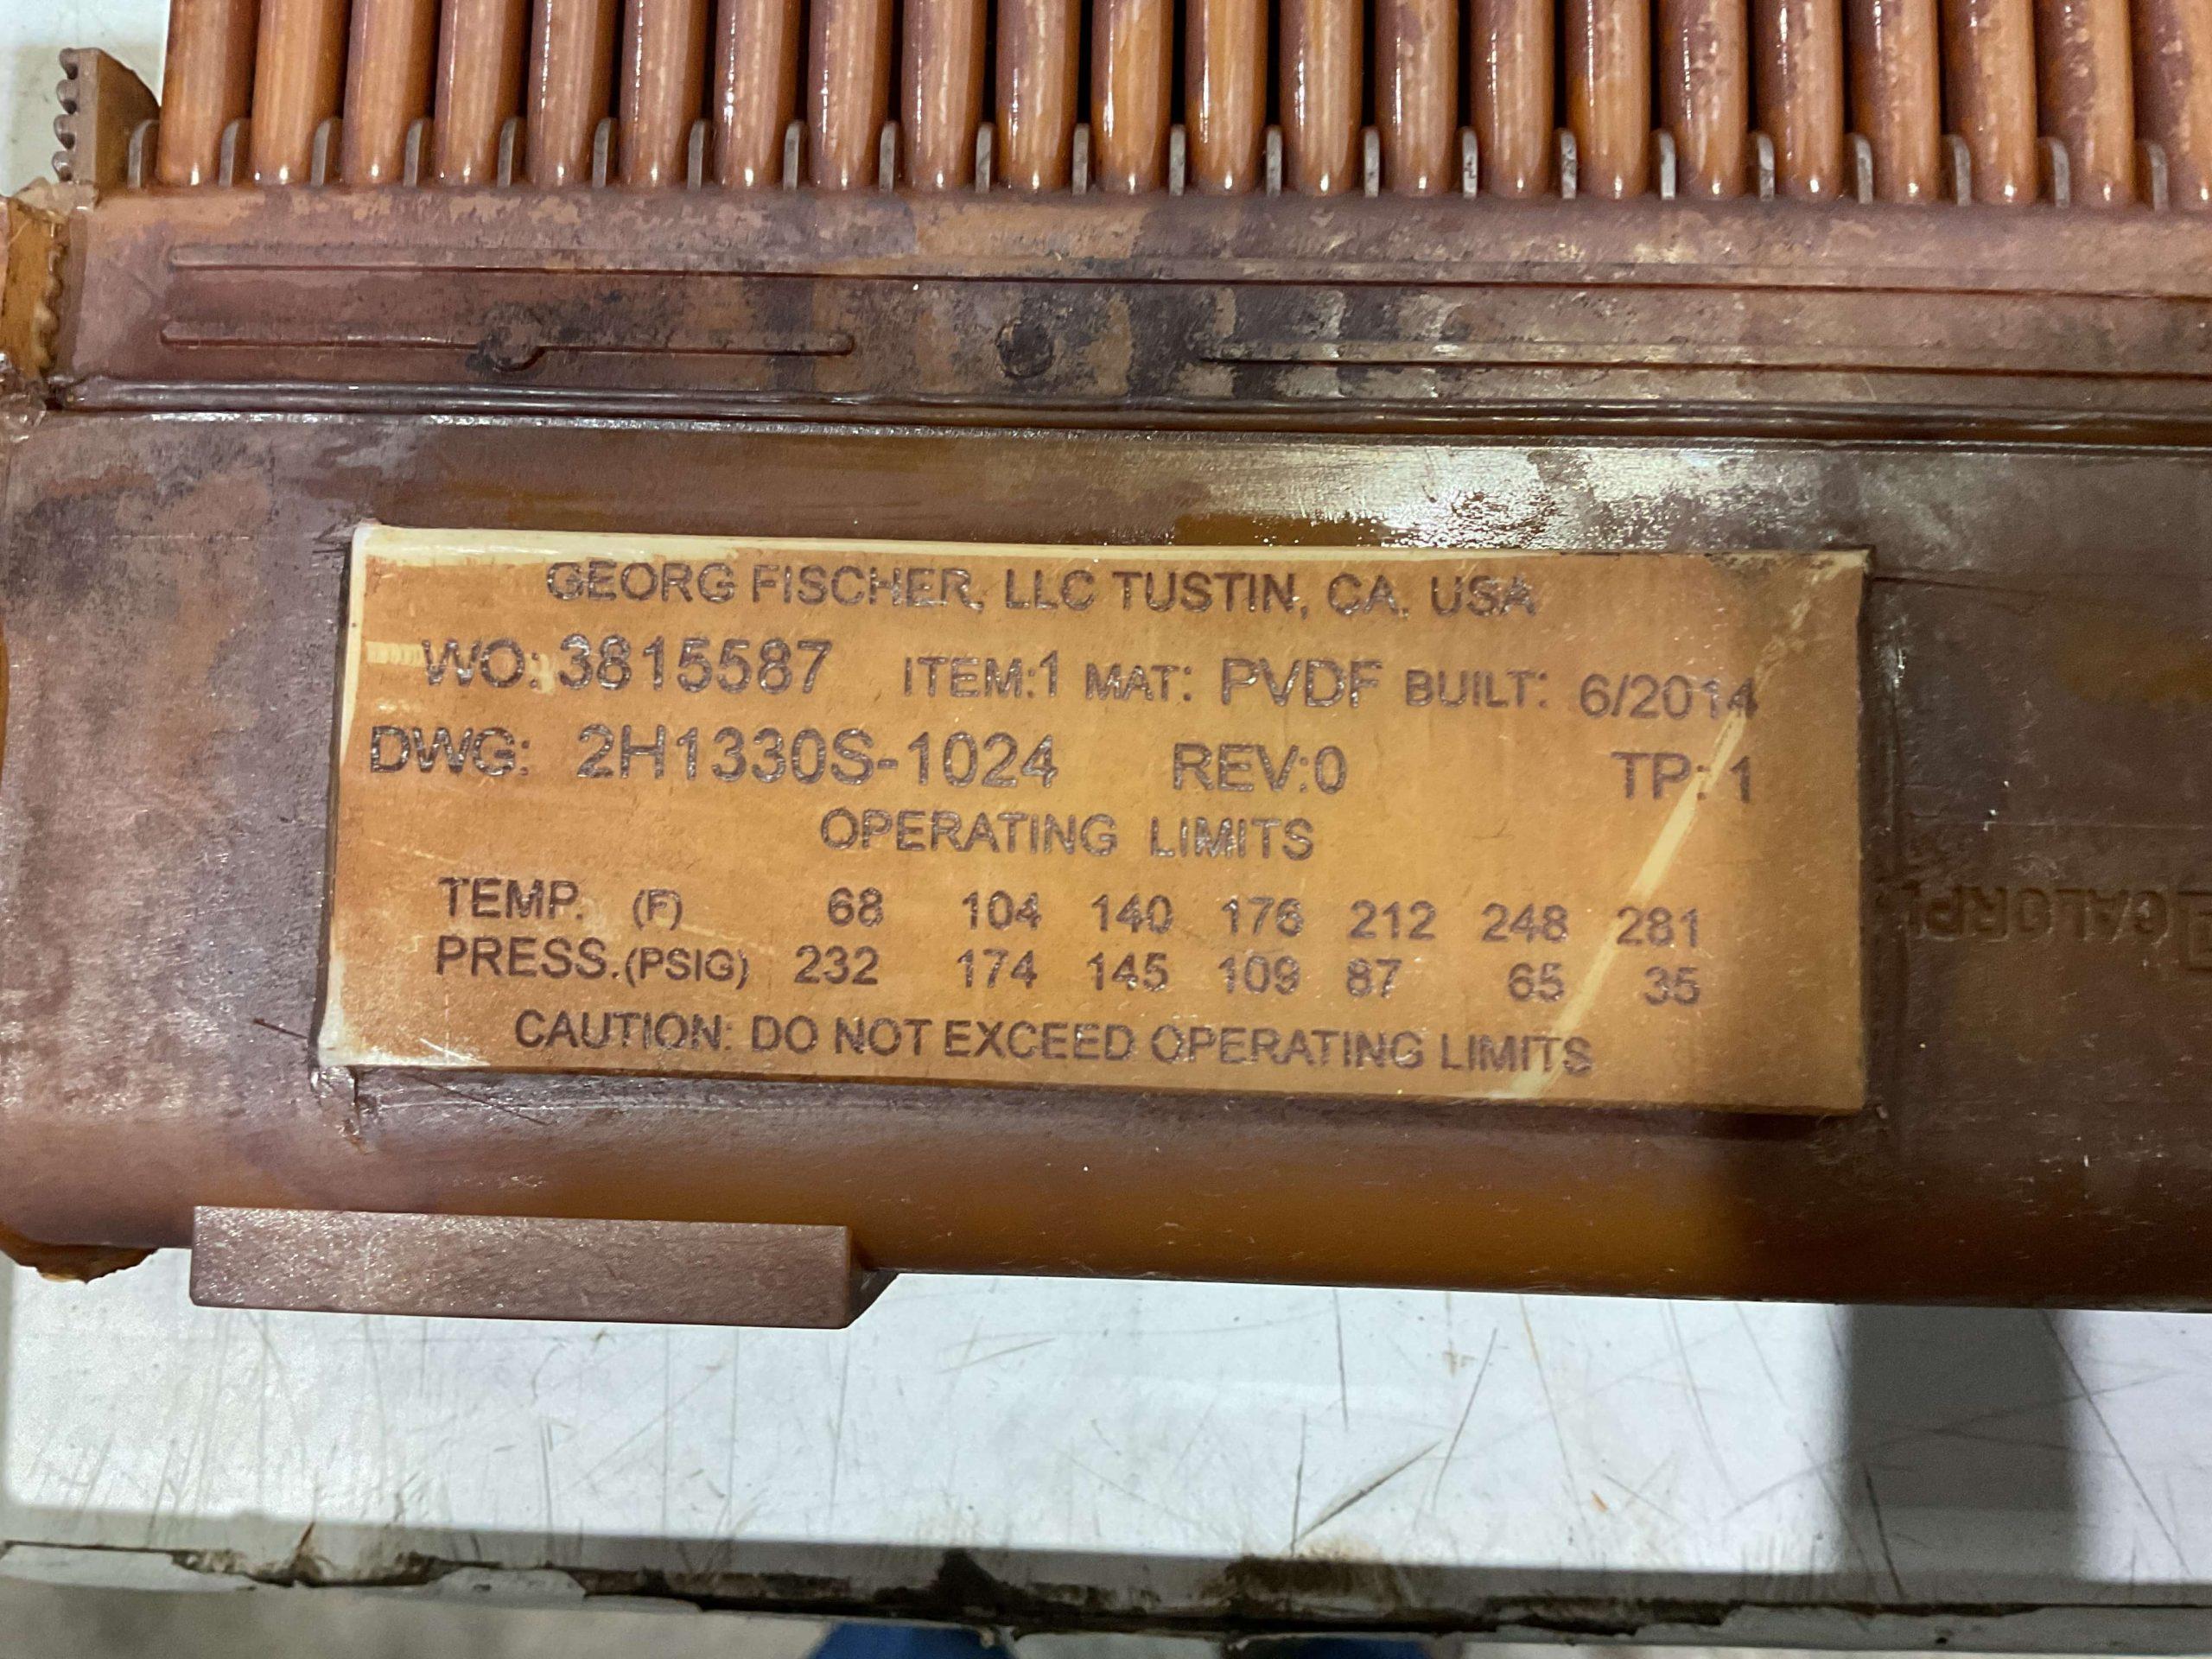 GEORG FISCHER, LLC TUSTIN, CA. USA
WO: 3815587 ITEM:1 MAT: PVDF BUILT: 6/2014
DWG: 2H1330S-1024 REV:0 TP: 1
OPERATING LIMITS
TEMP. (F) 68 104 140 176 212 248 281
PRESS.(PSIG) 232 174 145 109 87 65 35
CAUTION: DO NOT EXCEED OPERATING LIMITS